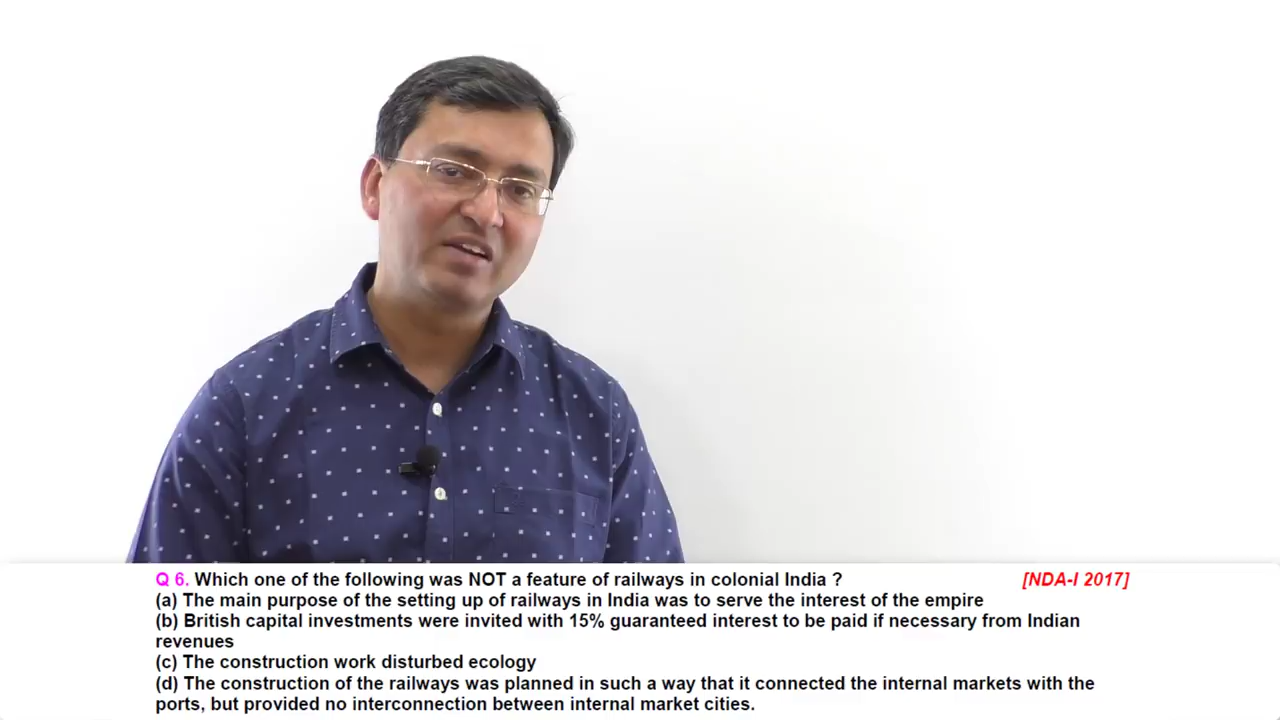 Q 6. Which one of the following was NOT a feature of railways in colonial India ? [NDA-I 2017]
(a) The main purpose of the setting up of railways in India was to serve the interest of the empire
(b) British capital investments were invited with 15% guaranteed interest to be paid if necessary from Indian
revenues
(c) The construction work disturbed ecology
(d) The construction of the railways was planned in such a way that it connected the internal markets with the
ports, but provided no interconnection between internal market cities.